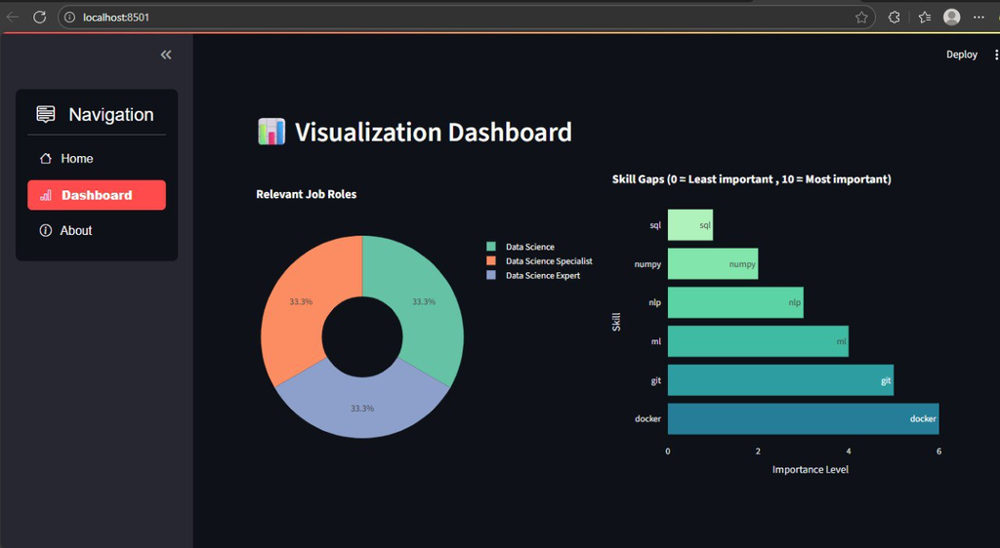 localhost:8501
Deploy
Navigation
Home
Dashboard
About
Visualization Dashboard
Relevant Job Roles
33.3%
33.3%
33.3%
Data Science
Data Science Specialist
Data Science Expert
Skill Gaps (0 = Least important , 10 = Most important)
Skill
sql sql
numpy numpy
nlp nlp
ml ml
git git
docker docker
0 2 4 6
Importance Level